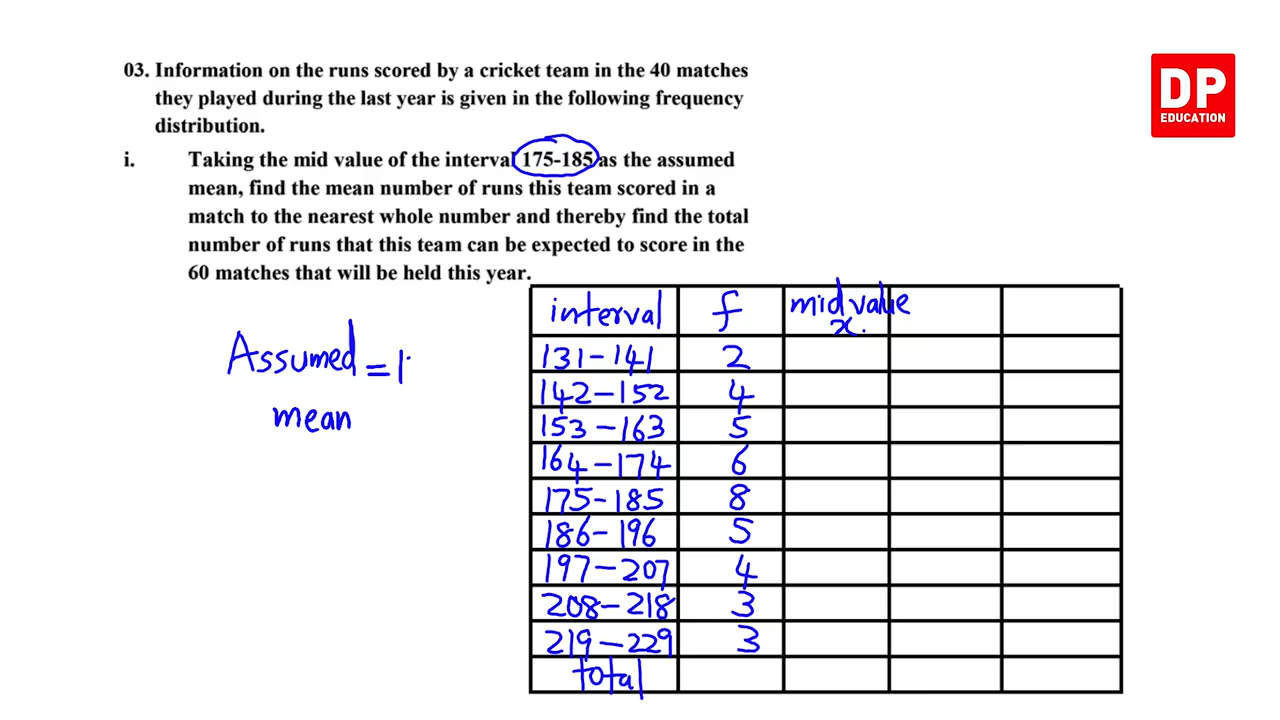 DP
EDUCATION
03. Information on the runs scored by a cricket team in the 40 matches
they played during the last year is given in the following frequency
distribution.
i. Taking the mid value of the interval 175-185 as the assumed
mean, find the mean number of runs this team scored in a
match to the nearest whole number and thereby find the total
number of runs that this team can be expected to score in the
60 matches that will be held this year.
Assumed = 1
mean
interval f mid value
x.
131-141 2
142-152 4
153-163 5
164-174 6
175-185 8
186-196 5
197-207 4
208-218 3
219-229 3
total